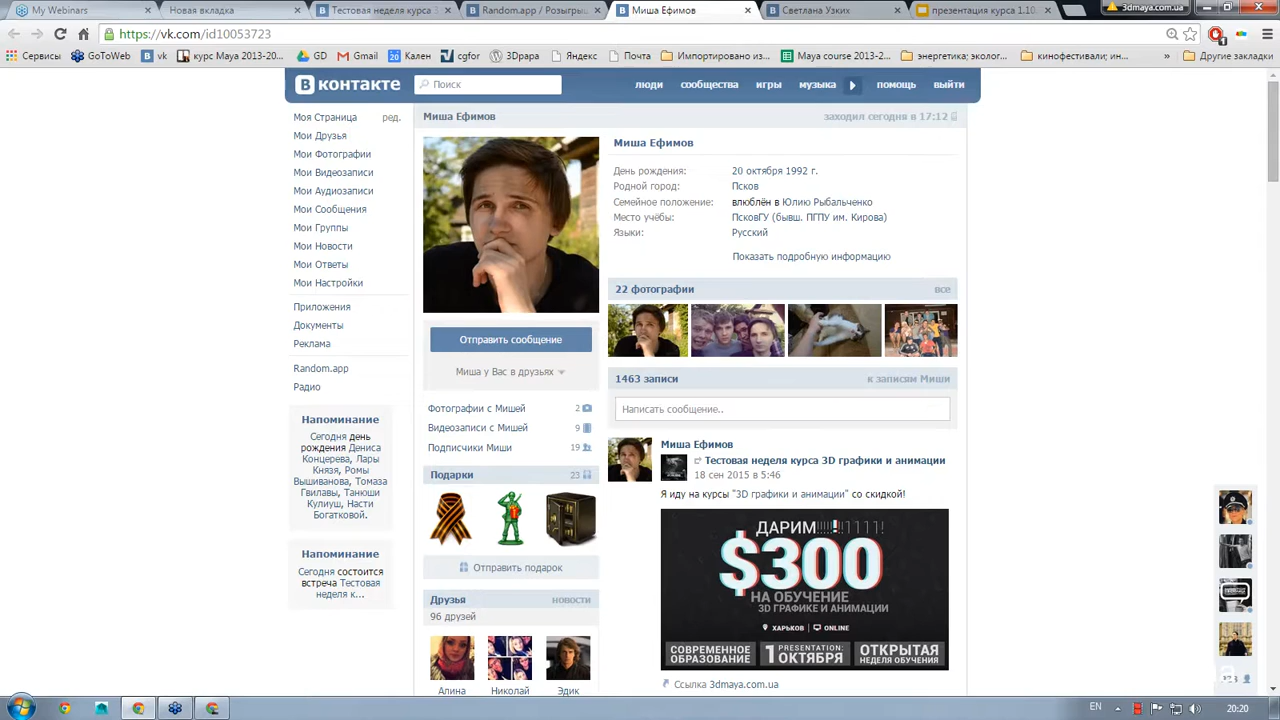 My Webinars
Новая вкладка
Тестовая неделя курса 3
Random.app / Розыгрыш
Миша Ефимов
Светлана Узких
презентация курса 1.10
3dmaya.com.ua
https://vk.com/id10053723
Сервисы
GoToWeb
vk
курс Maya 2013-20
GD
Gmail
20 Кален
cgfor
3Dpapa
Яндекс
Почта
Импортировано из...
Maya course 2013-2
энергетика; эколог...
кинофестивали; ин...
»
Другие закладки
В контакте
Поиск
люди сообщества игры музыка помощь выйти
Моя Страница ред.
Мои Друзья
Мои Фотографии
Мои Видеозаписи
Мои Аудиозаписи
Мои Сообщения
Мои Группы
Мои Новости
Мои Ответы
Мои Настройки
Приложения
Документы
Реклама
Random.app
Радио
Напоминание
Сегодня день
рождения Дениса
Концерева, Лары
Князя, Ромы
Вышиванова, Томаза
Гвилавы, Танюши
Кулиуш, Насти
Богатковой.
Напоминание
Сегодня состоится
встреча Тестовая
неделя к...
Миша Ефимов
заходил сегодня в 17:12
Отправить сообщение
Миша у Вас в друзьях
Фотографии с Мишей 2
Видеозаписи с Мишей 9
Подписчики Миши 19
Подарки 23
Отправить подарок
Друзья новости
96 друзей
Алина Николай Эдик
Миша Ефимов
День рождения: 20 октября 1992 г.
Родной город: Псков
Семейное положение: влюблён в Юлию Рыбальченко
Место учёбы: ПсковГУ (бывш. ПГПУ им. Кирова)
Языки: Русский
Показать подробную информацию
22 фотографии все
1463 записи к записям Миши
Написать сообщение..
Миша Ефимов
Тестовая неделя курса 3D графики и анимации
18 сен 2015 в 5:46
Я иду на курсы "3D графики и анимации" со скидкой!
ДАРИМ!!!!!!1111!
$300
НА ОБУЧЕНИЕ
3D ГРАФИКЕ И АНИМАЦИИ
ХАРЬКОВ | ONLINE
СОВРЕМЕННОЕ
ОБРАЗОВАНИЕ
1 PRESENTATION:
ОКТЯБРЯ
ОТКРЫТАЯ
НЕДЕЛЯ ОБУЧЕНИЯ
Ссылка 3dmaya.com.ua
EN
20:20